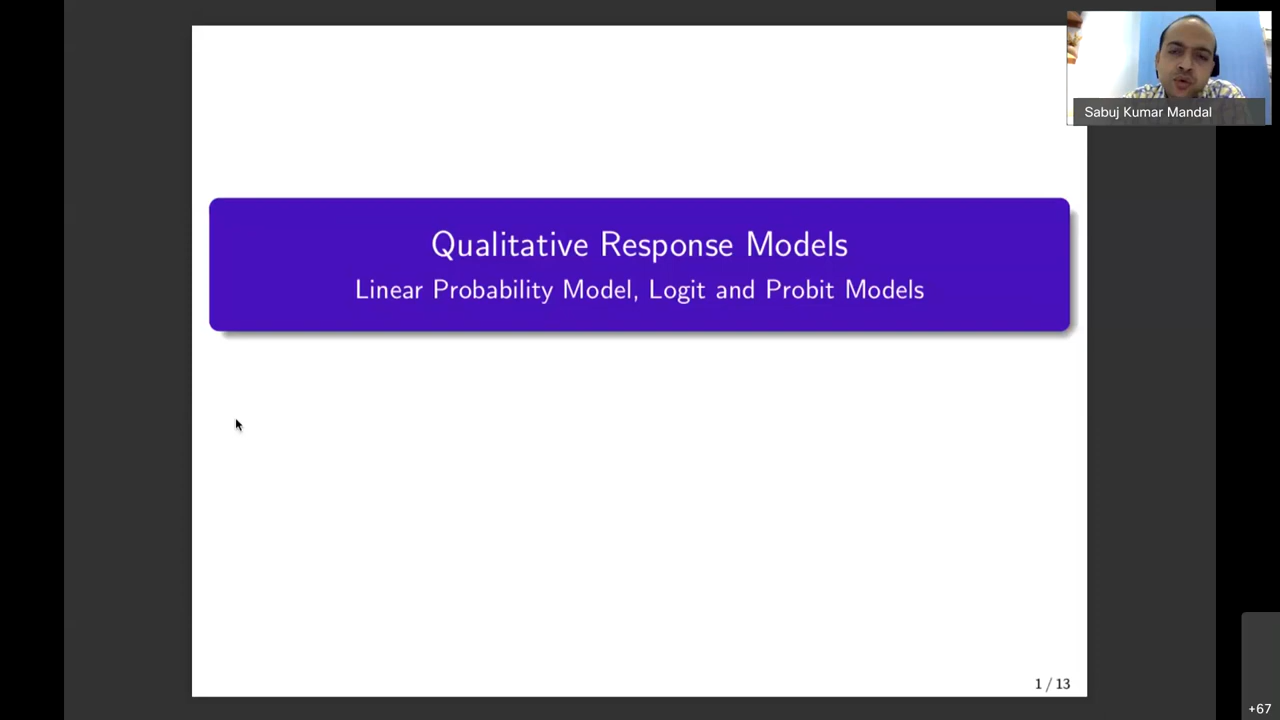 Sabuj Kumar Mandal
Qualitative Response Models
Linear Probability Model, Logit and Probit Models
1 / 13
+67